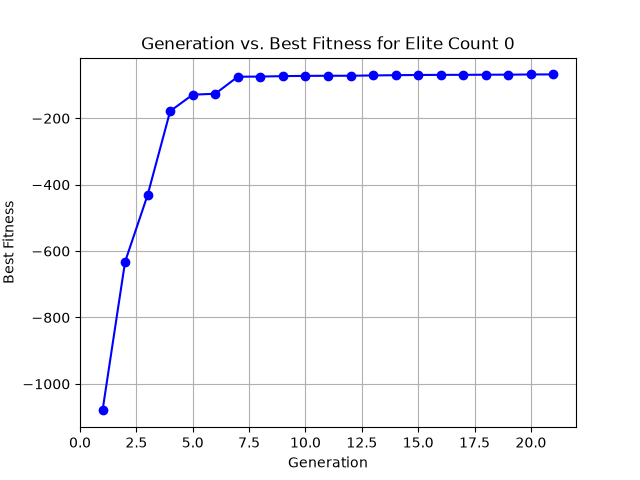 Generation vs. Best Fitness for Elite Count 0
Best Fitness
−200
−400
−600
−800
−1000
0.0 2.5 5.0 7.5 10.0 12.5 15.0 17.5 20.0
Generation